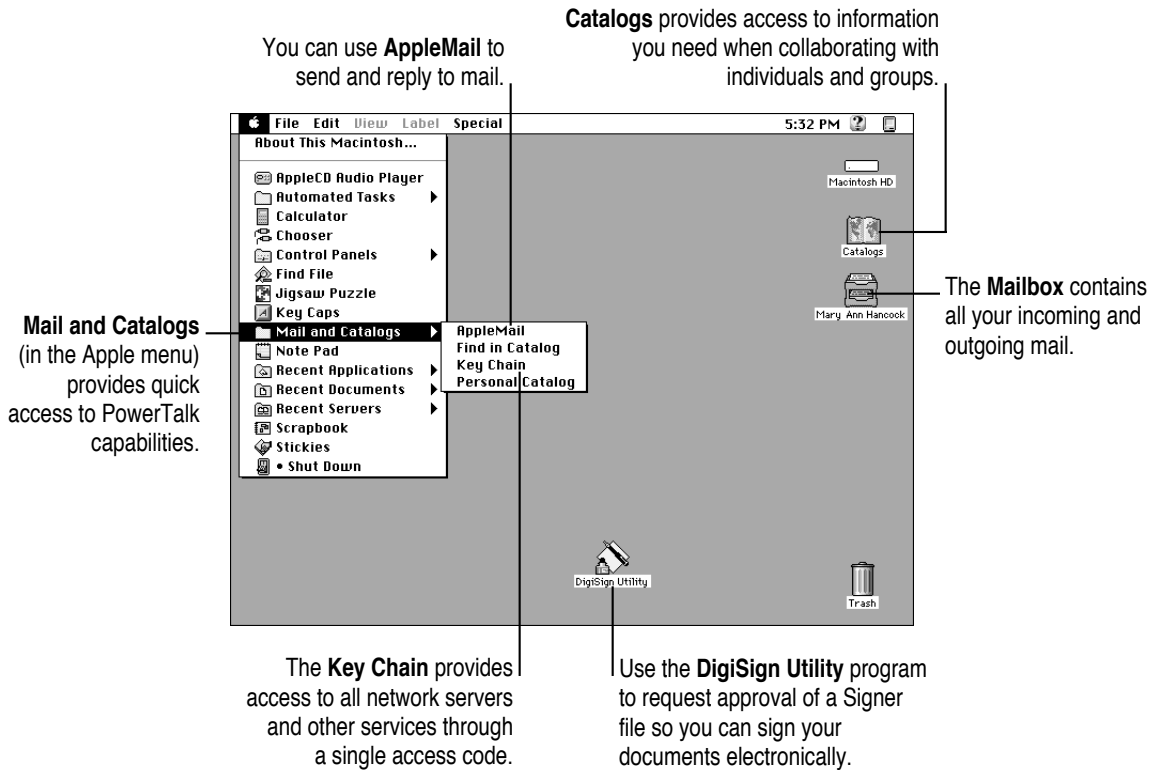 Catalogs provides access to information
you need when collaborating with
individuals and groups.
You can use AppleMail to
send and reply to mail.
File Edit View Label Special 5:32 PM
About This Macintosh...
AppleCD Audio Player
Automated Tasks
Calculator
Chooser
Control Panels
Find File
Jigsaw Puzzle
Key Caps
Mail and Catalogs
Note Pad
Recent Applications
Recent Documents
Recent Servers
Scrapbook
Stickies
• Shut Down
AppleMail
Find in Catalog
Key Chain
Personal Catalog
Macintosh HD
Catalogs
Mary Ann Hancock
DigiSign Utility
Trash
Mail and Catalogs
(in the Apple menu)
provides quick
access to PowerTalk
capabilities.
The Mailbox contains
all your incoming and
outgoing mail.
The Key Chain provides
access to all network servers
and other services through
a single access code.
Use the DigiSign Utility program
to request approval of a Signer
file so you can sign your
documents electronically.